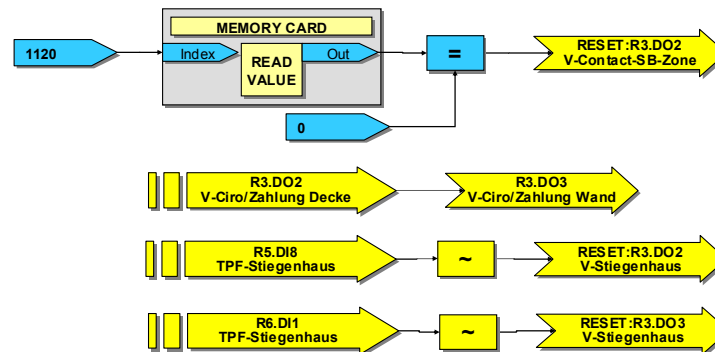 MEMORY CARD
1120
Index
READ
VALUE
Out
=
RESET:R3.DO2
V-Contact-SB-Zone
0
R3.DO2
V-Ciro/Zahlung Decke
R3.DO3
V-Ciro/Zahlung Wand
R5.DI8
TPF-Stiegenhaus
~
RESET:R3.DO2
V-Stiegenhaus
R6.DI1
TPF-Stiegenhaus
~
RESET:R3.DO3
V-Stiegenhaus